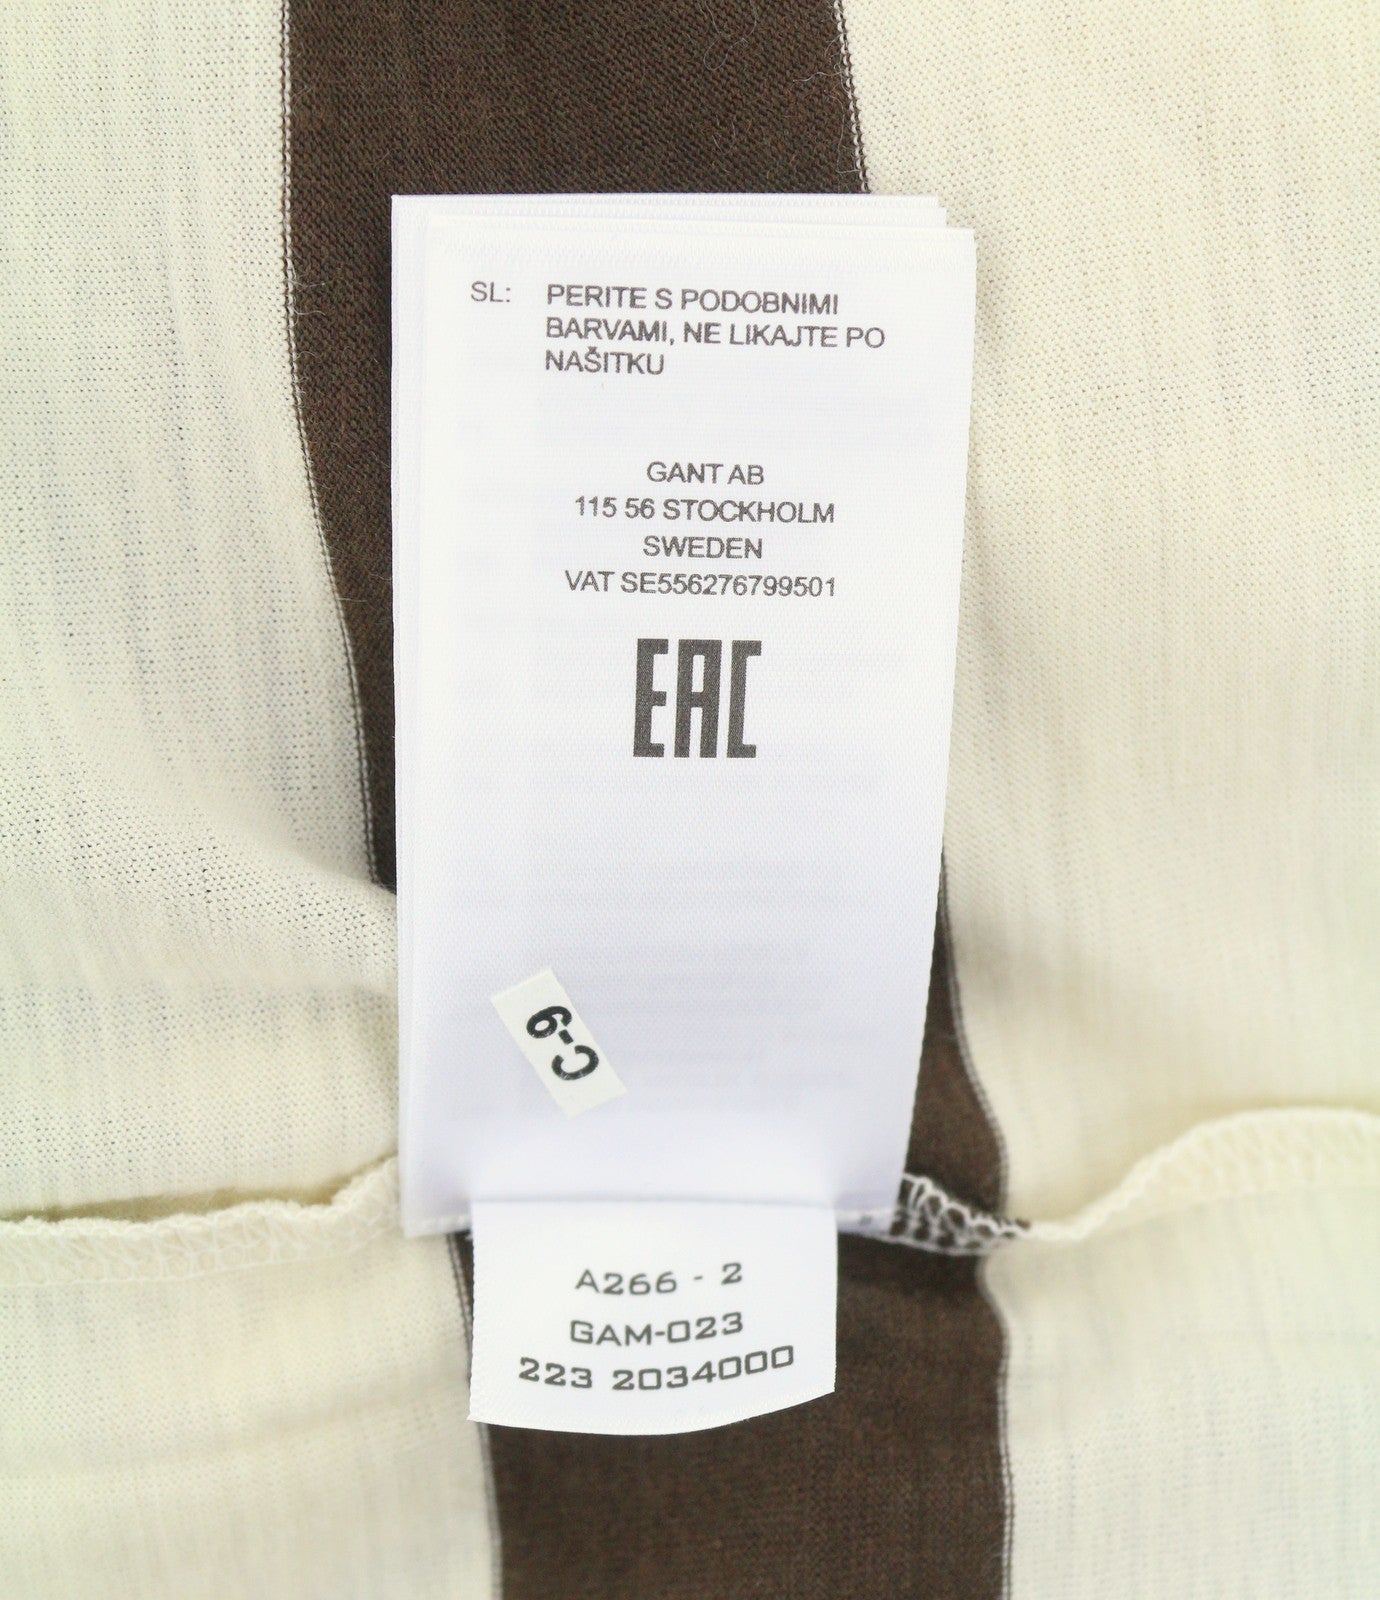 SL: PERITE S PODOBNIMI
BARVAMI, NE LIKAJTE PO
NAŠITKU
GANT AB
115 56 STOCKHOLM
SWEDEN
VAT SE556276799501
EAC
C-9
A266 - 2
GAM-023
223 2034000